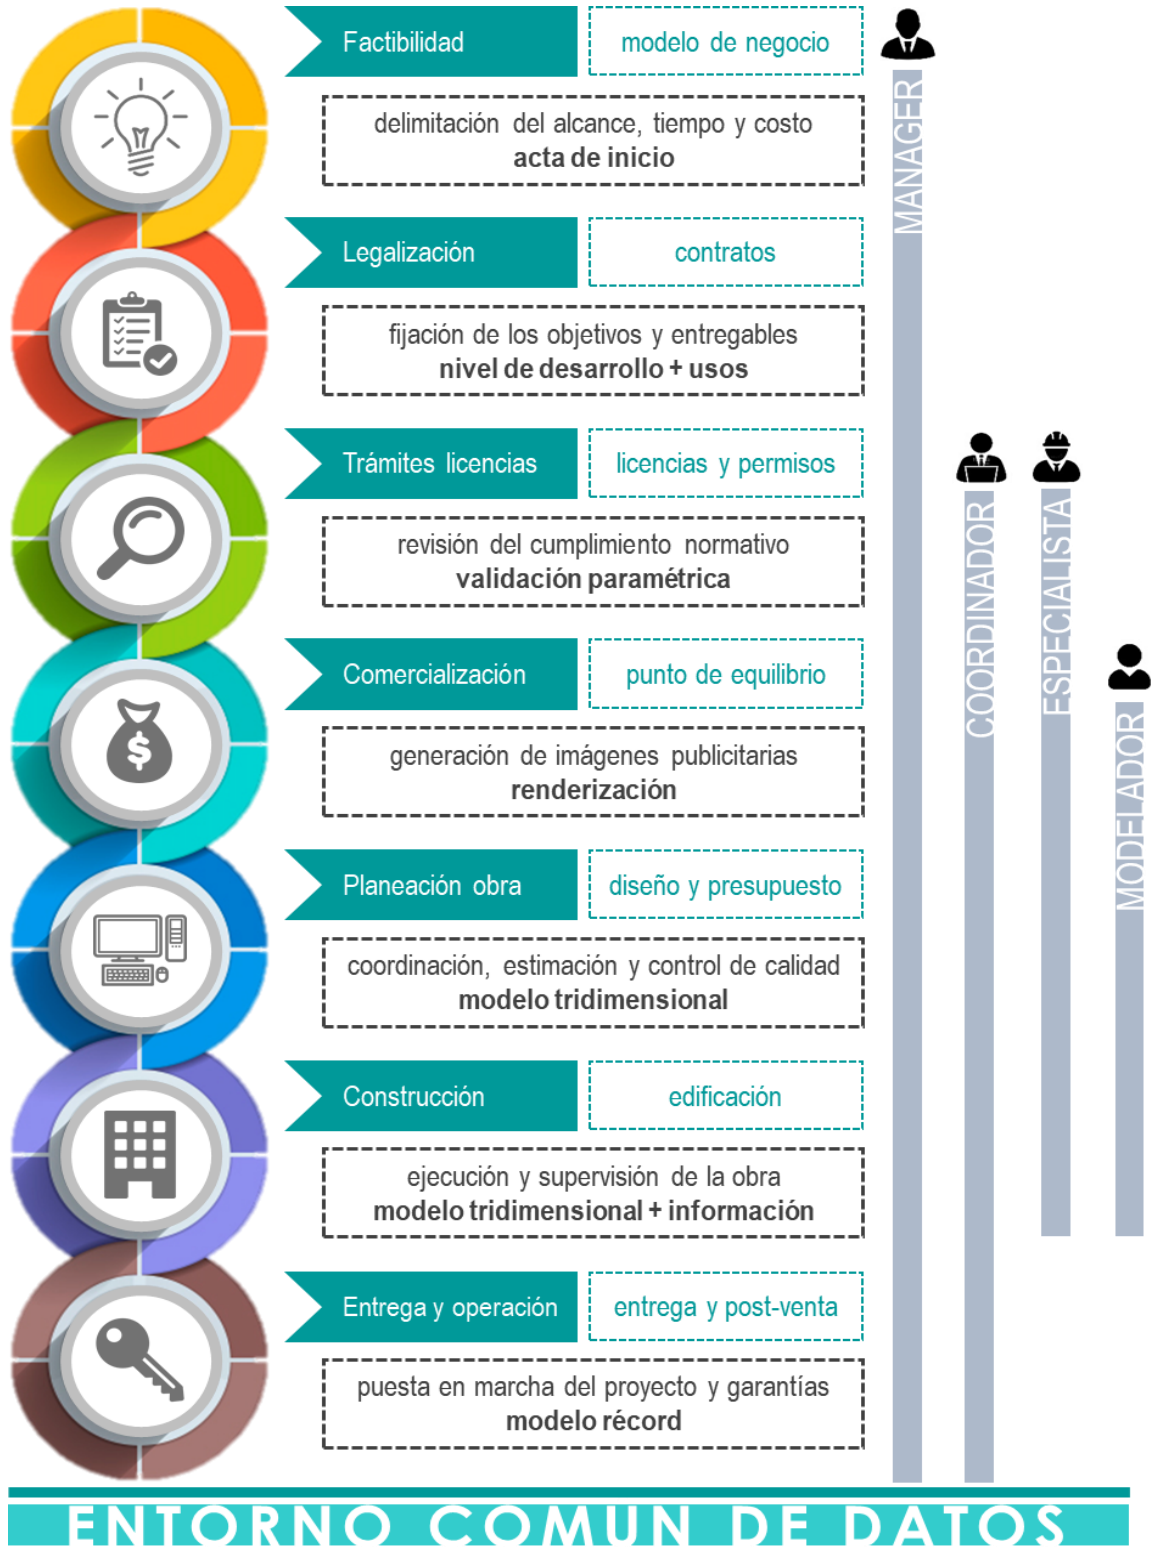 Factibilidad
modelo de negocio
delimitación del alcance, tiempo y costo
acta de inicio
Legalización
contratos
fijación de los objetivos y entregables
nivel de desarrollo + usos
Trámites licencias
licencias y permisos
revisión del cumplimiento normativo
validación paramétrica
Comercialización
punto de equilibrio
generación de imágenes publicitarias
renderización
Planeación obra
diseño y presupuesto
coordinación, estimación y control de calidad
modelo tridimensional
Construcción
edificación
ejecución y supervisión de la obra
modelo tridimensional + información
Entrega y operación
entrega y post-venta
puesta en marcha del proyecto y garantías
modelo récord
MANAGER
COORDINADOR
ESPECIALISTA
MODELADOR
$
ENTORNO COMUN DE DATOS